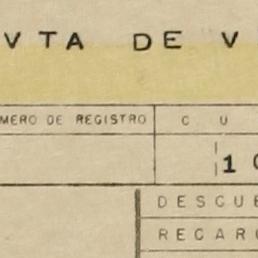 VTA DE V
MERO DE REGISTRO C U
1
DESCUE
RECAR